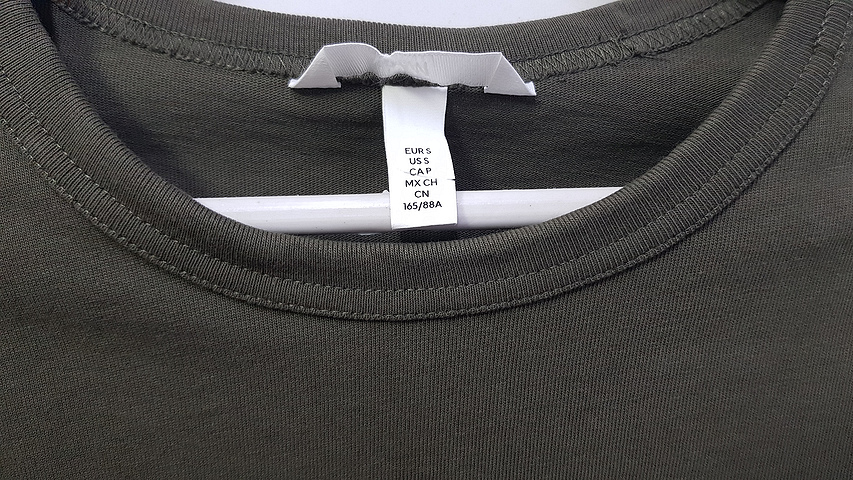 EUR S
US S
CA P
MX CH
CN
165/88A